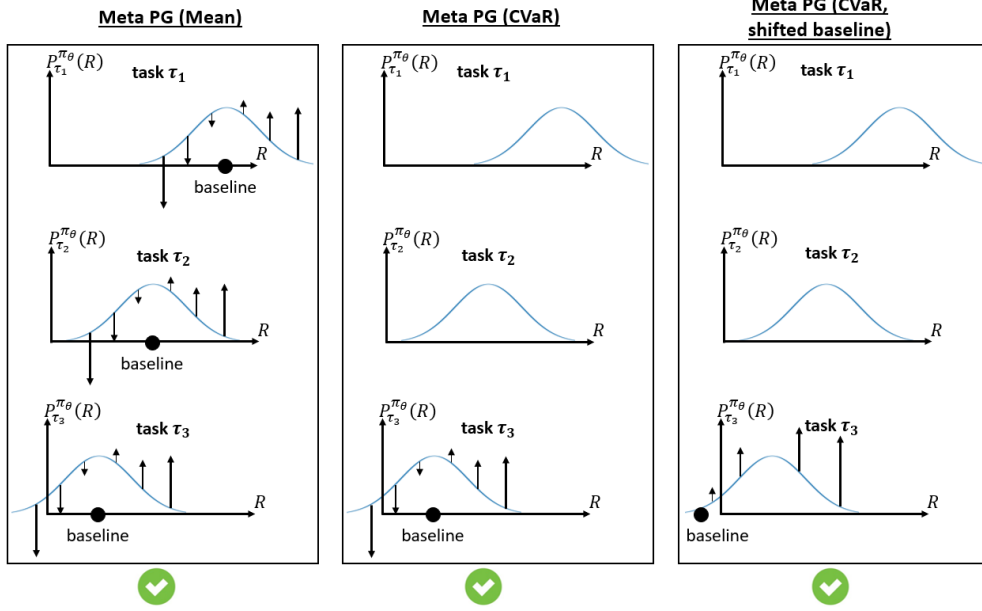 Meta PG (Mean)
P^{π_θ}_{τ_1}(R)
task τ_1
R
baseline
P^{π_θ}_{τ_2}(R)
task τ_2
R
baseline
P^{π_θ}_{τ_3}(R)
task τ_3
R
baseline
Meta PG (CVaR)
P^{π_θ}_{τ_1}(R)
task τ_1
R
P^{π_θ}_{τ_2}(R)
task τ_2
R
P^{π_θ}_{τ_3}(R)
task τ_3
R
baseline
Meta PG (CVaR,
shifted baseline)
P^{π_θ}_{τ_1}(R)
task τ_1
R
P^{π_θ}_{τ_2}(R)
task τ_2
R
P^{π_θ}_{τ_3}(R)
task τ_3
R
baseline